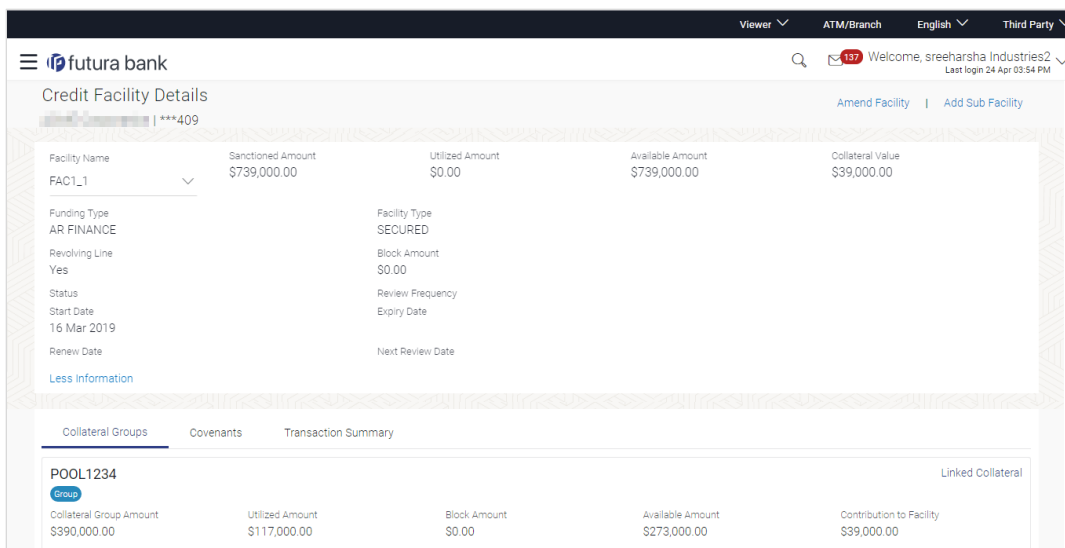 Viewer ATM/Branch English Third Party
futura bank 137 Welcome, sreeharsha Industries2
Last login 24 Apr 03:54 PM
Credit Facility Details
Amend Facility | Add Sub Facility
| ***409
Facility Name Sanctioned Amount Utilized Amount Available Amount Collateral Value
FAC1_1 $739,000.00 $0.00 $739,000.00 $39,000.00
Funding Type Facility Type
AR FINANCE SECURED
Revolving Line Block Amount
Yes $0.00
Status Review Frequency
Start Date Expiry Date
16 Mar 2019
Renew Date Next Review Date
Less Information
Collateral Groups Covenants Transaction Summary
POOL1234 Linked Collateral
Group
Collateral Group Amount Utilized Amount Block Amount Available Amount Contribution to Facility
$390,000.00 $117,000.00 $0.00 $273,000.00 $39,000.00